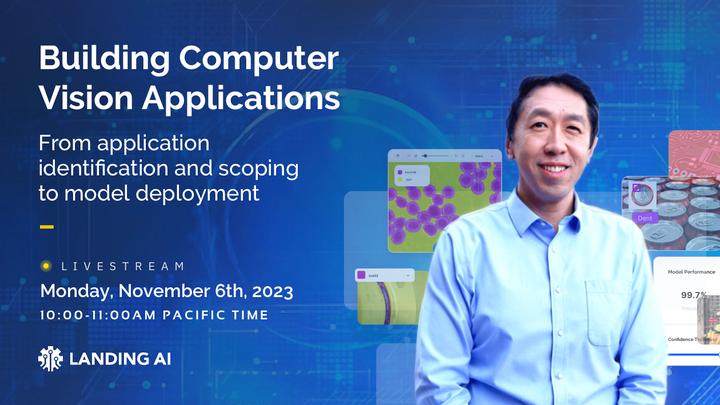 Building Computer
Vision Applications
From application
identification and scoping
to model deployment
LIVESTREAM
Monday, November 6th, 2023
10:00-11:00AM PACIFIC TIME
LANDING AI
Dent
Model Performance
99.7%